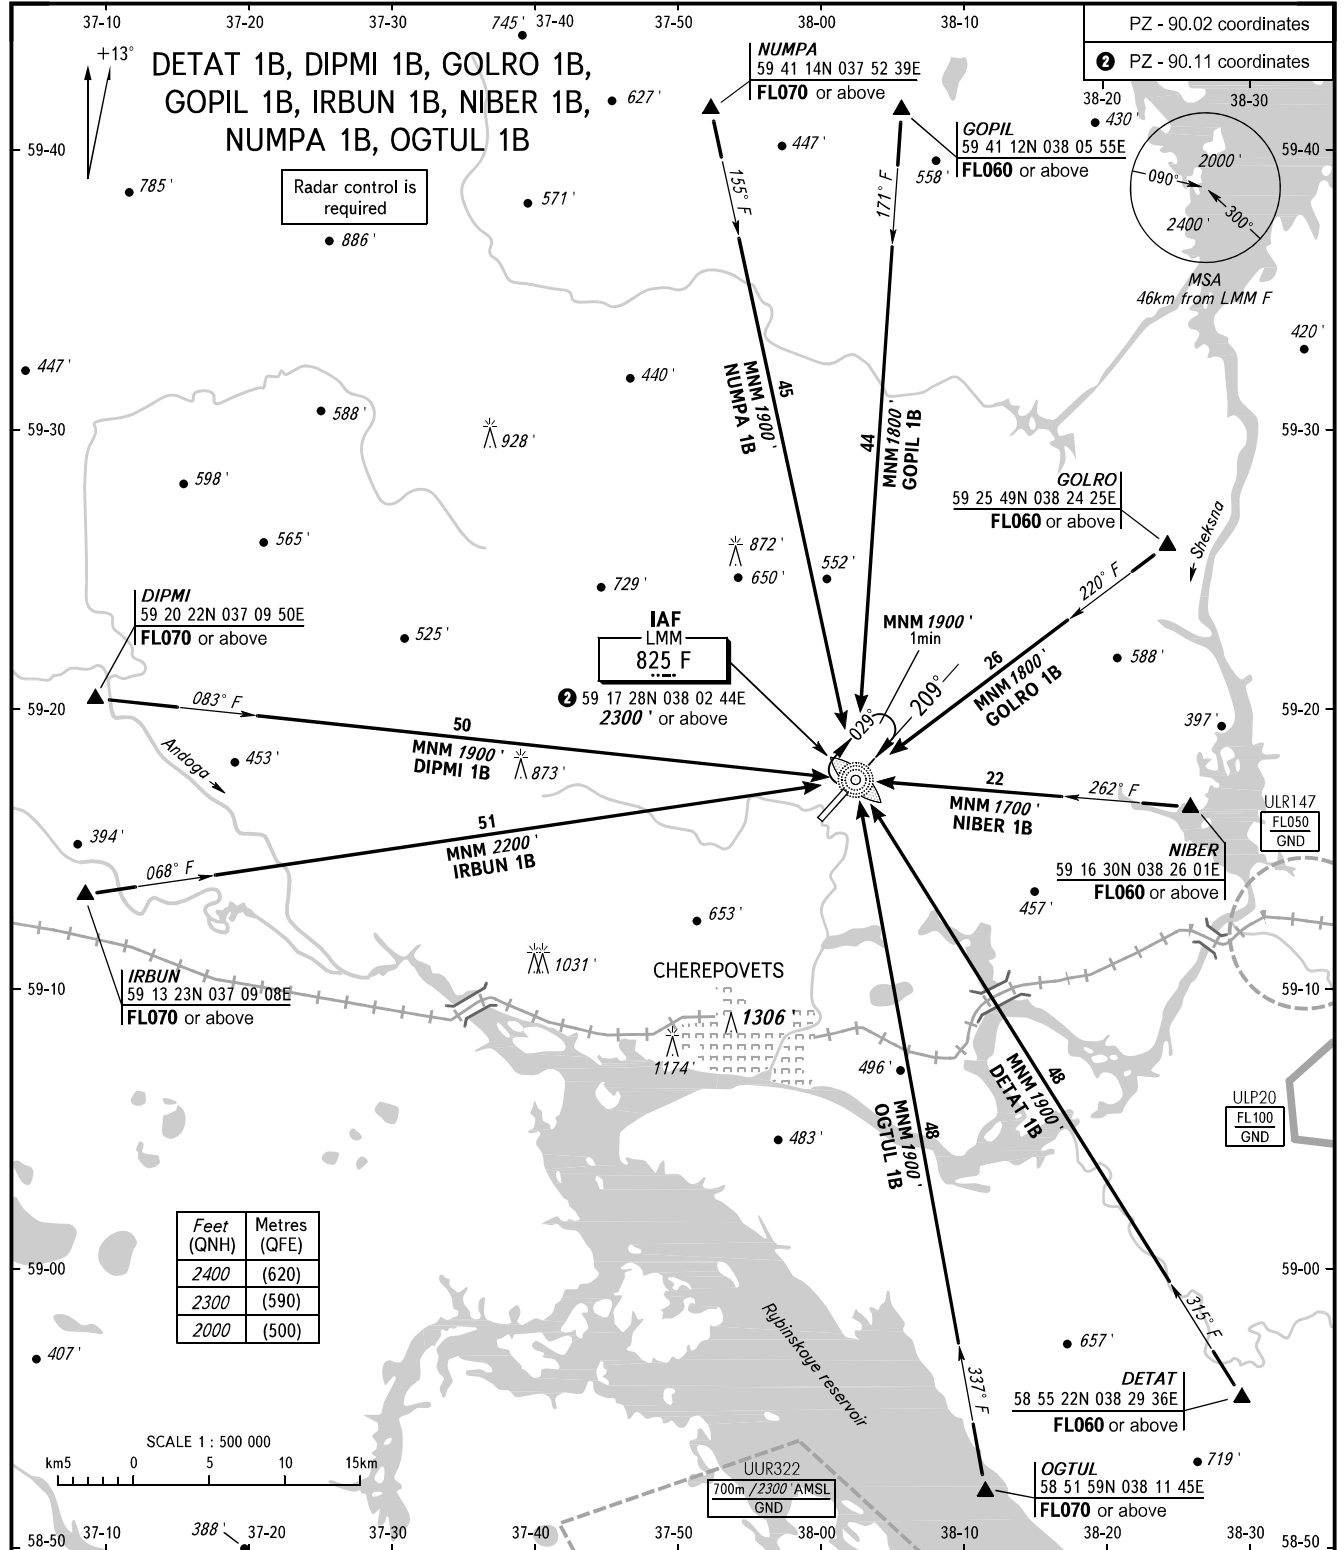 37-10
37-20
37-30
745'
37-40
37-50
38-00
38-10
PZ - 90.02 coordinates
❷ PZ - 90.11 coordinates
38-20
38-30
+13°
DETAT 1B, DIPMI 1B, GOLRO 1B,
GOPIL 1B, IRBUN 1B, NIBER 1B,
NUMPA 1B, OGTUL 1B
Radar control is
required
NUMPA
59 41 14N 037 52 39E
FL070 or above
GOPIL
59 41 12N 038 05 55E
FL060 or above
627'
447'
430'
558'
59-40
59-40
785'
571'
886'
155° F
171° F
2000'
090°
300°
2400'
MSA
46km from LMM F
420'
447'
440'
588'
928'
45
MNM 1900'
NUMPA 1B
44
MNM 1800'
GOPIL 1B
59-30
59-30
598'
565'
GOLRO
59 25 49N 038 24 25E
FL060 or above
Sheksna
872'
650'
552'
729'
525'
220° F
DIPMI
59 20 22N 037 09 50E
FL070 or above
IAF
LMM
825 F
❷ 59 17 28N 038 02 44E
2300' or above
MNM 1900'
1min
209°
029°
26
MNM 1800'
GOLRO 1B
588'
397'
59-20
59-20
083° F
50
MNM 1900'
DIPMI 1B
873'
Andoga
453'
22
MNM 1700'
NIBER 1B
262° F
ULR147
FL050
GND
394'
068° F
51
MNM 2200'
IRBUN 1B
NIBER
59 16 30N 038 26 01E
FL060 or above
457'
653'
1031'
IRBUN
59 13 23N 037 09 08E
FL070 or above
CHEREPOVETS
1306'
1174'
59-10
59-10
496'
483'
48
MNM 1900'
OGTUL 1B
48
MNM 1900'
DETAT 1B
ULP20
FL100
GND
Feet
(QNH)
Metres
(QFE)
2400
(620)
2300
(590)
2000
(500)
59-00
59-00
407'
Rybinskoye reservoir
315° F
337° F
657'
DETAT
58 55 22N 038 29 36E
FL060 or above
719'
OGTUL
58 51 59N 038 11 45E
FL070 or above
SCALE 1 : 500 000
km5
0
5
10
15km
UUR322
700m /2300' AMSL
GND
388'
58-50
37-10
37-20
37-30
37-40
37-50
38-00
38-10
38-20
38-30
58-50